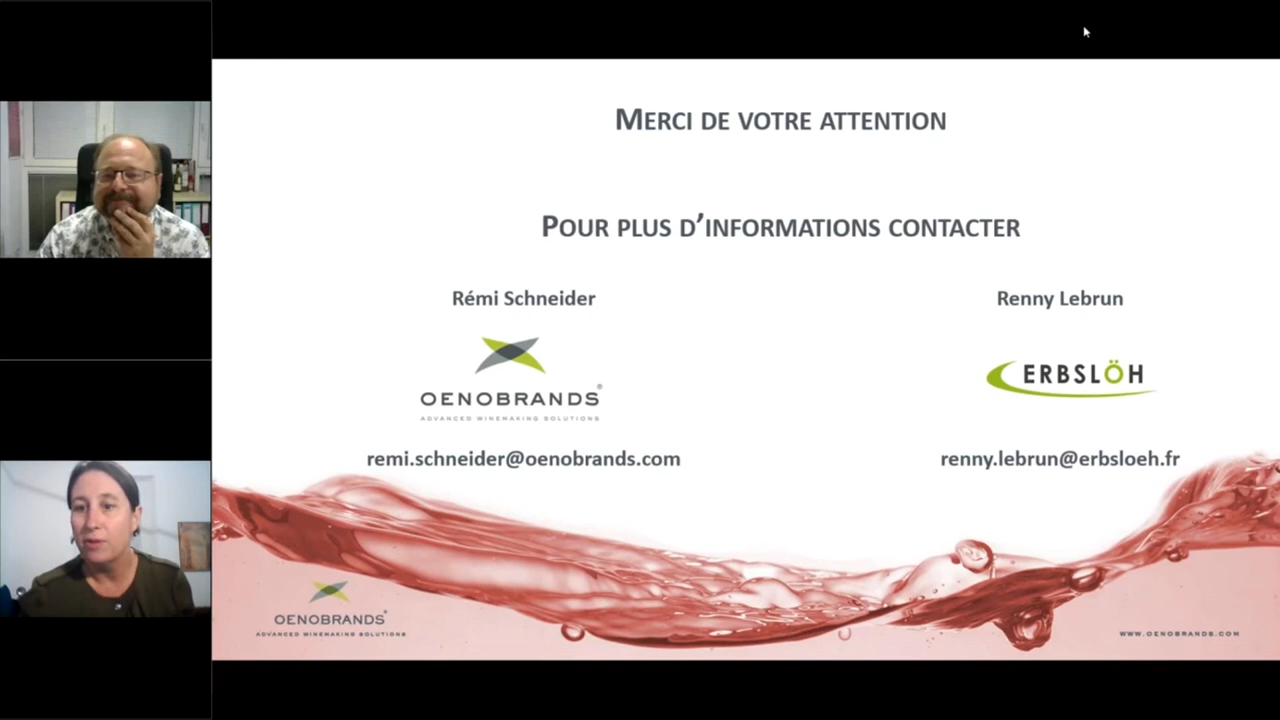 MERCI DE VOTRE ATTENTION
POUR PLUS D'INFORMATIONS CONTACTER
Rémi Schneider
Renny Lebrun
OENOBRANDS®
ADVANCED WINEMAKING SOLUTIONS
ERBSLÖH
remi.schneider@oenobrands.com
renny.lebrun@erbsloeh.fr
OENOBRANDS®
ADVANCED WINEMAKING SOLUTIONS
WWW.OENOBRANDS.COM